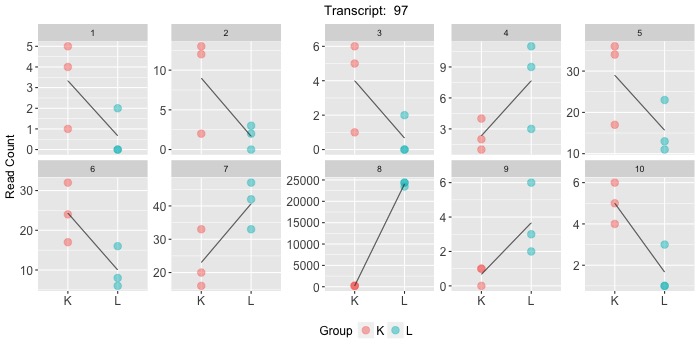 Transcript: 97
1 2 3 4 5
5 4 3 2 1 0
10 5 0
6 4 2 0
9 6 3
30 20 10
Read Count
6 7 8 9 10
30 20 10
40 30 20
25000 20000 15000 10000 5000 0
6 4 2 0
6 4 2
K L K L K L K L K L
Group K L